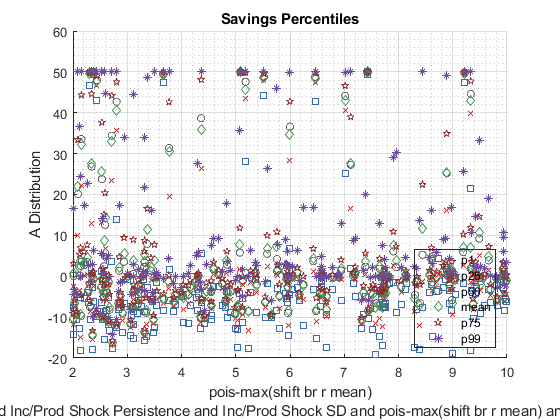 Savings Percentiles
60
50
40
30
20
10
0
-10
-20
A Distribution
2
3
4
5
6
7
8
9
10
mean
p75
p99
pois-max(shift br r mean)
d Inc/Prod Shock Persistence and Inc/Prod Shock SD and pois-max(shift br r mean) ar